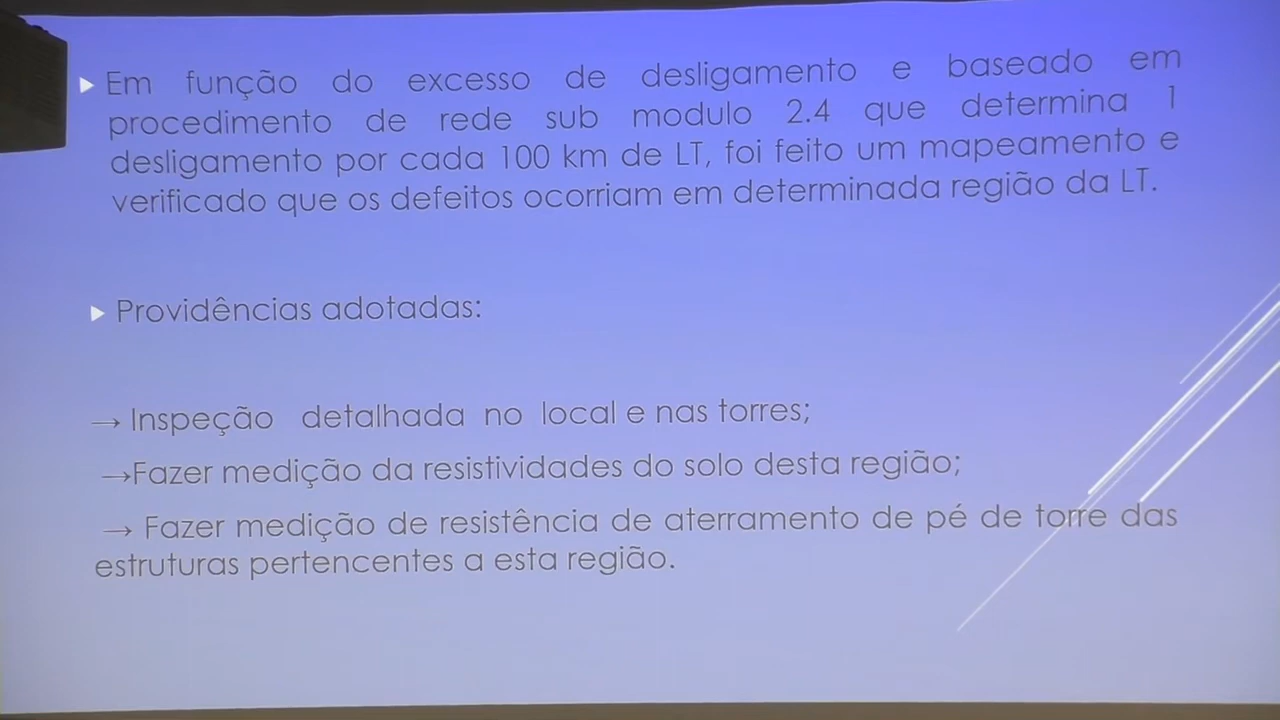 Em função do excesso de desligamento e baseado em
procedimento de rede sub modulo 2.4 que determina 1
desligamento por cada 100 km de LT, foi feito um mapeamento e
verificado que os defeitos ocorriam em determinada região da LT.
Providências adotadas:
→ Inspeção detalhada no local e nas torres;
→Fazer medição da resistividades do solo desta região;
→ Fazer medição de resistência de aterramento de pé de torre das
estruturas pertencentes a esta região.